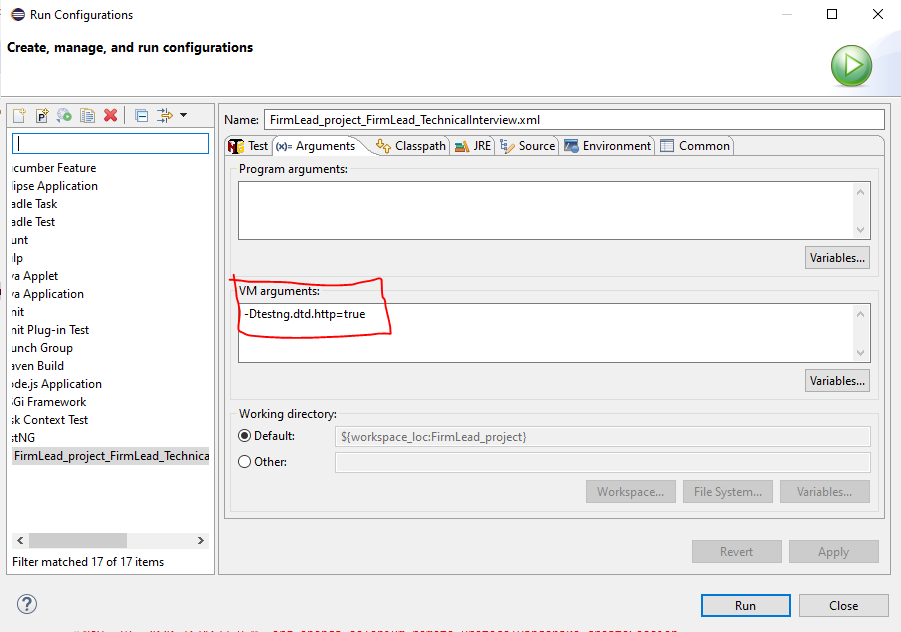 Run Configurations
Create, manage, and run configurations
Name: FirmLead_project_FirmLead_TechnicalInterview.xml
Test (x)= Arguments Classpath JRE Source Environment Common
cumber Feature
lipse Application
adle Task
adle Test
unt
lp
va Applet
va Application
nit
nit Plug-in Test
unch Group
aven Build
ode.js Application
Gi Framework
sk Context Test
stNG
FirmLead_project_FirmLead_Technica
Filter matched 17 of 17 items
Program arguments:
Variables...
VM arguments:
-Dtestng.dtd.http=true
Variables...
Working directory:
Default: ${workspace_loc:FirmLead_project}
Other:
Workspace... File System... Variables...
Revert Apply
Run Close